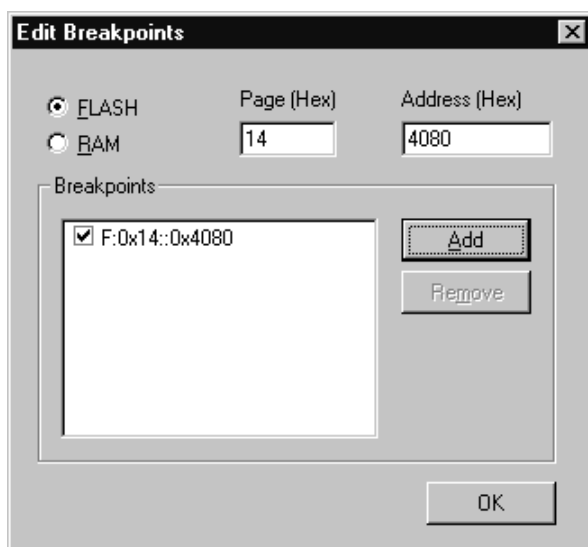 Edit Breakpoints
FLASH
RAM
Page (Hex)
14
Address (Hex)
4080
Breakpoints
F:0x14::0x4080
Add
Remove
OK